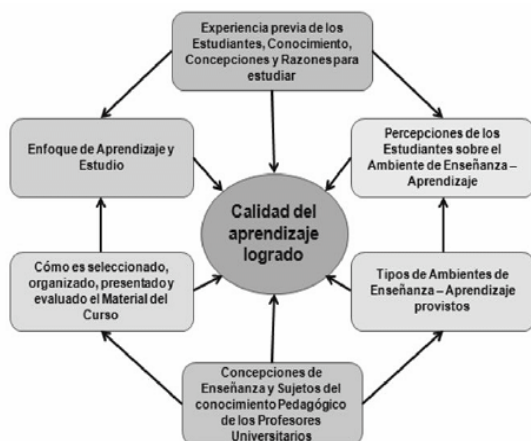 Experiencia previa de los
Estudiantes, Conocimiento,
Concepciones y Razones para
estudiar
Enfoque de Aprendizaje y
Estudio
Percepciones de los
Estudiantes sobre el
Ambiente de Enseñanza –
Aprendizaje
Calidad del
aprendizaje
logrado
Cómo es seleccionado,
organizado, presentado y
evaluado el Material del
Curso
Tipos de Ambientes de
Enseñanza – Aprendizaje
provistos
Concepciones de
Enseñanza y Sujetos del
conocimiento Pedagógico
de los Profesores
Universitarios